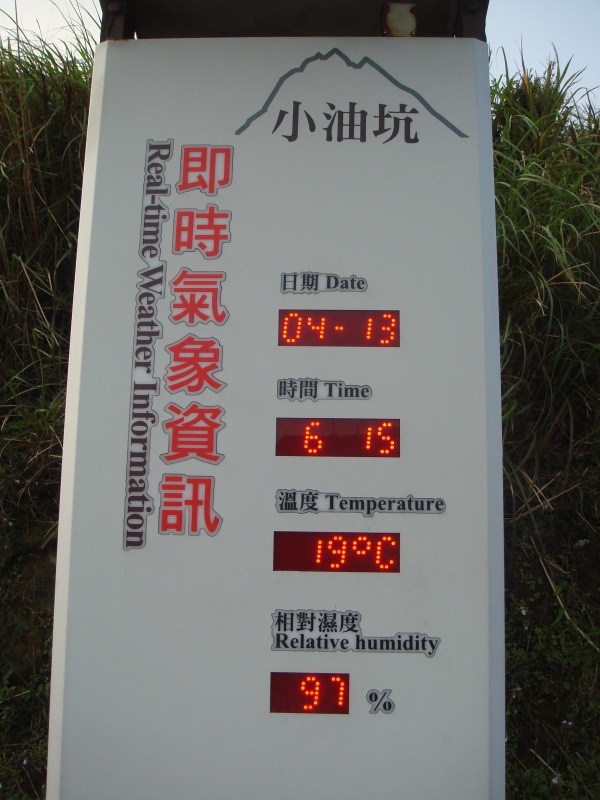 小油坑
即時氣象資訊
Real-time Weather Information
日期 Date
04-13
時間 Time
6 15
溫度 Temperature
19°C
相對濕度
Relative humidity
97 %